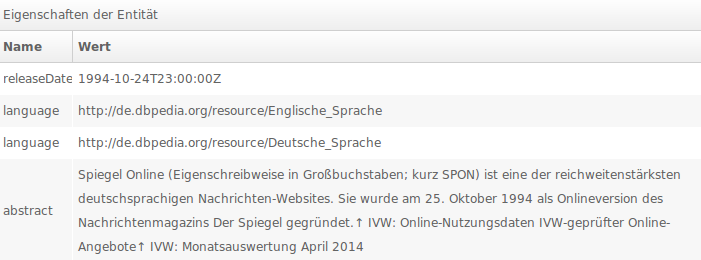 Eigenschaften der Entität
Name Wert
releaseDate 1994-10-24T23:00:00Z
language http://de.dbpedia.org/resource/Englische_Sprache
language http://de.dbpedia.org/resource/Deutsche_Sprache
abstract Spiegel Online (Eigenschreibweise in Großbuchstaben; kurz SPON) ist eine der reichweitenstärksten
deutschsprachigen Nachrichten-Websites. Sie wurde am 25. Oktober 1994 als Onlineversion des
Nachrichtenmagazins Der Spiegel gegründet.↑ IVW: Online-Nutzungsdaten IVW-geprüfter Online-
Angebote↑ IVW: Monatsauswertung April 2014